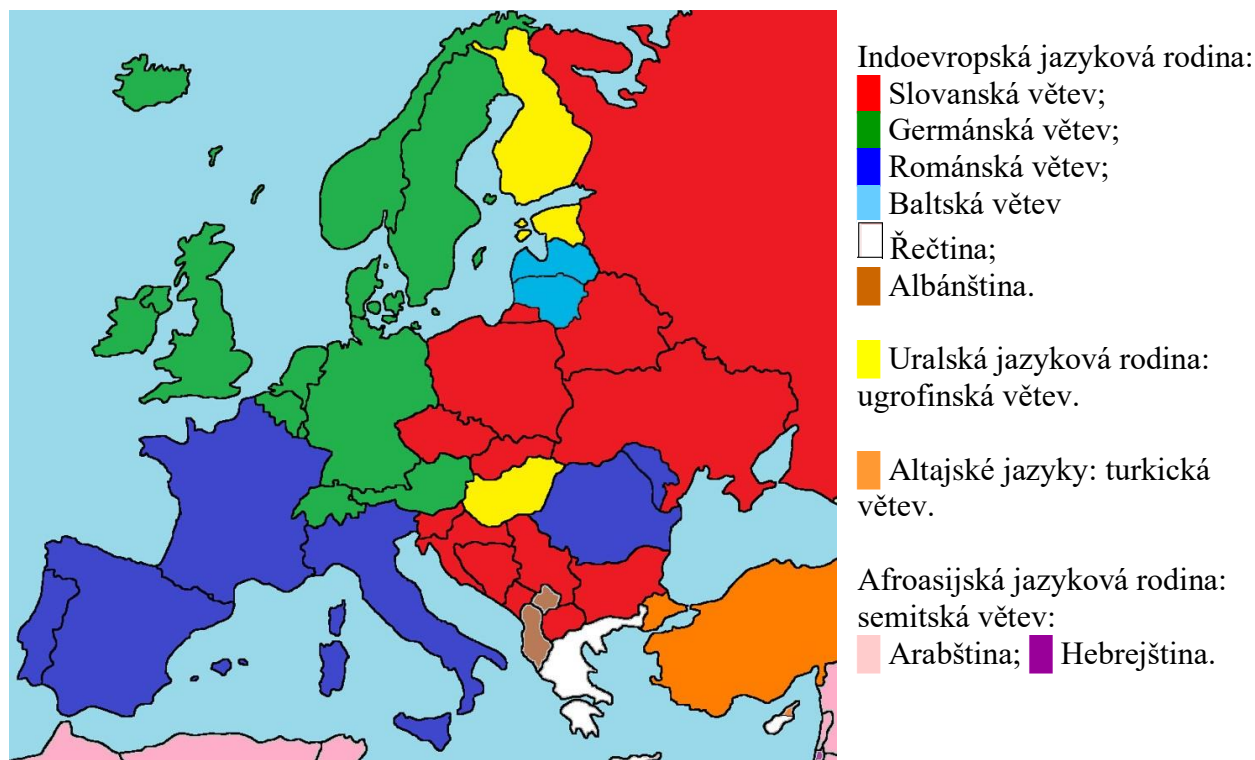 Indoevropská jazyková rodina:
Slovanská větev;
Germánská větev;
Románská větev;
Baltská větev
Řečtina;
Albánština.
Uralská jazyková rodina:
ugrofinská větev.
Altajské jazyky: turkická
větev.
Afroasijská jazyková rodina:
semitská větev:
Arabština; Hebrejština.